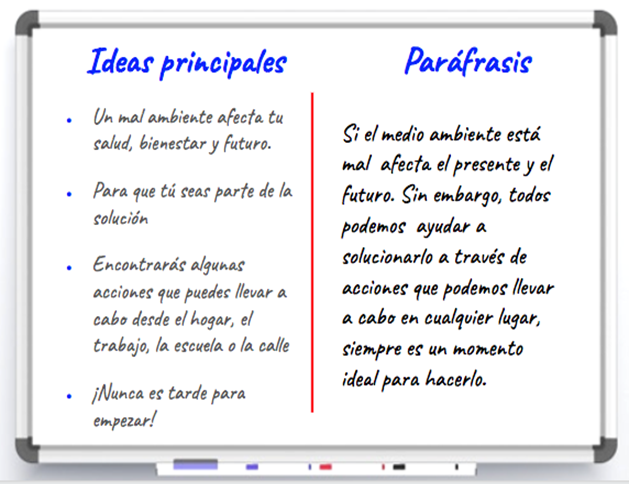 Ideas principales
Un mal ambiente afecta tu
salud, bienestar y futuro.
Para que tú seas parte de la
solución
Encontrarás algunas
acciones que puedes llevar a
cabo desde el hogar, el
trabajo, la escuela o la calle
¡Nunca es tarde para
empezar!
Paráfrasis
Si el medio ambiente está
mal afecta el presente y el
futuro. Sin embargo, todos
podemos ayudar a
solucionarlo a través de
acciones que podemos llevar
a cabo en cualquier lugar,
siempre es un momento
ideal para hacerlo.